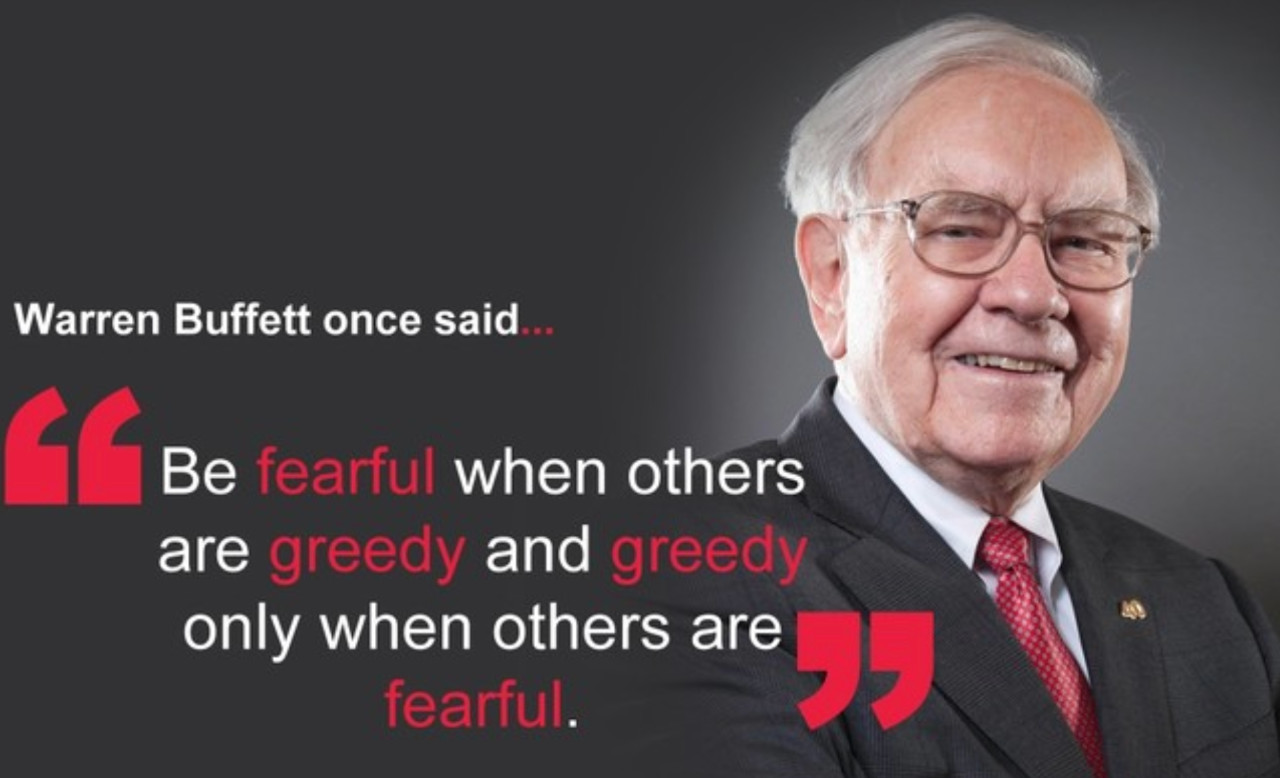 Warren Buffett once said...
“Be fearful when others
are greedy and greedy
only when others are
fearful.”